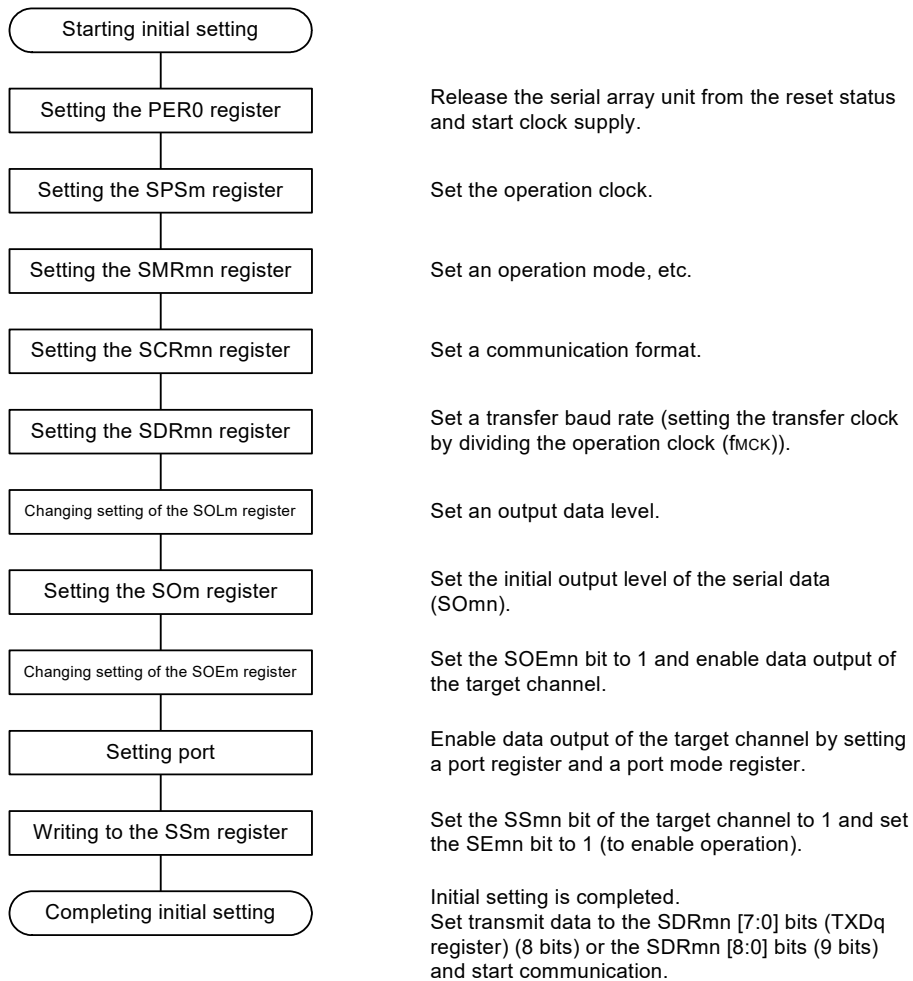 Starting initial setting
Setting the PER0 register
Release the serial array unit from the reset status
and start clock supply.
Setting the SPSm register
Set the operation clock.
Setting the SMRmn register
Set an operation mode, etc.
Setting the SCRmn register
Set a communication format.
Setting the SDRmn register
Set a transfer baud rate (setting the transfer clock
by dividing the operation clock (fMCK)).
Changing setting of the SOLm register
Set an output data level.
Setting the SOm register
Set the initial output level of the serial data
(SOmn).
Changing setting of the SOEm register
Set the SOEmn bit to 1 and enable data output of
the target channel.
Setting port
Enable data output of the target channel by setting
a port register and a port mode register.
Writing to the SSm register
Set the SSmn bit of the target channel to 1 and set
the SEmn bit to 1 (to enable operation).
Completing initial setting
Initial setting is completed.
Set transmit data to the SDRmn [7:0] bits (TXDq
register) (8 bits) or the SDRmn [8:0] bits (9 bits)
and start communication.